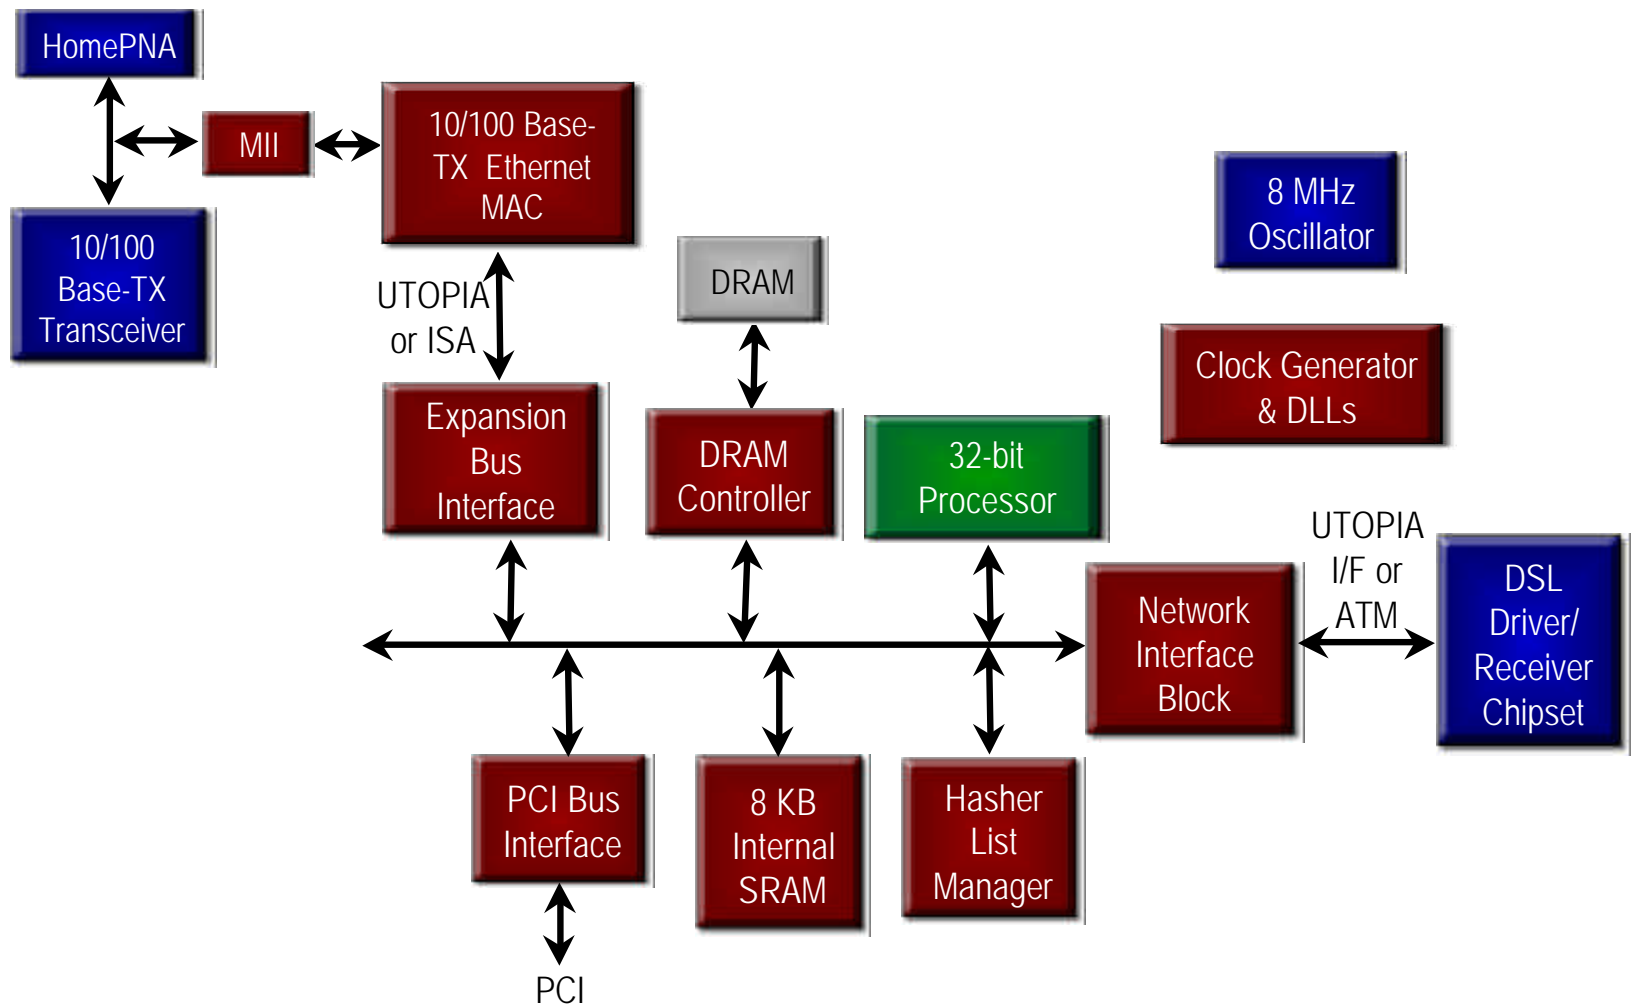 HomePNA
MII
10/100 Base-
TX Ethernet
MAC
10/100
Base-TX
Transceiver
UTOPIA
or ISA
DRAM
8 MHz
Oscillator
Clock Generator
& DLLs
Expansion
Bus
Interface
DRAM
Controller
32-bit
Processor
Network
Interface
Block
UTOPIA
I/F or
ATM
DSL
Driver/
Receiver
Chipset
PCI Bus
Interface
8 KB
Internal
SRAM
Hasher
List
Manager
PCI